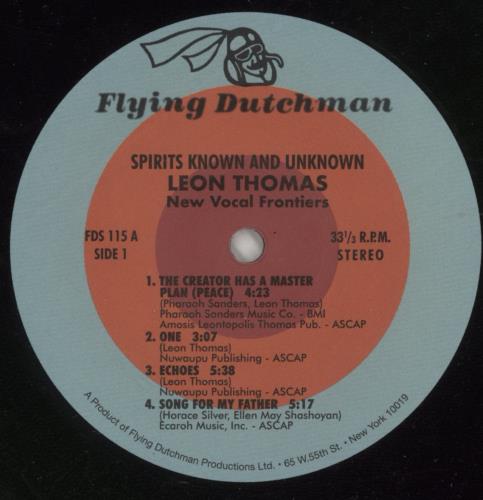 Flying Dutchman
SPIRITS KNOWN AND UNKNOWN
LEON THOMAS
New Vocal Frontiers
FDS 115 A
SIDE 1
33 1/3 R.P.M.
STEREO
1. THE CREATOR HAS A MASTER
PLAN (PEACE) 4:23
(Pharoah Sanders, Leon Thomas)
Pharoah Sanders Music Co. - BMI
Amosis Leontopolis Thomas Pub. - ASCAP
2. ONE 3:07
(Leon Thomas)
Nuwaupu Publishing - ASCAP
3. ECHOES 5:38
(Leon Thomas)
Nuwaupu Publishing - ASCAP
4. SONG FOR MY FATHER 5:17
(Horace Silver, Ellen May Shashoyan)
Ecaroh Music, Inc. - ASCAP
A Product of Flying Dutchman Productions Ltd. • 65 W.55th St. • New York 10019